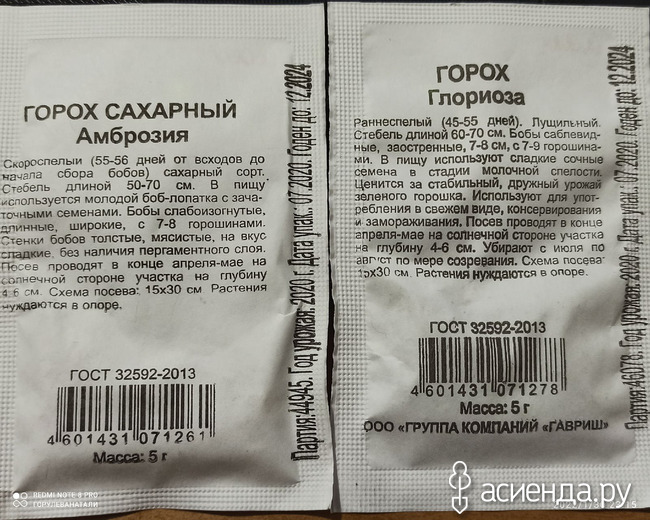 ГОРОХ САХАРНЫЙ
Амброзия
Скороспелый (55-56 дней от всходов до
начала сбора бобов) сахарный сорт.
Стебель длиной 50-70 см. В пищу
используется молодой боб-лопатка с зача-
точными семенами. Бобы слабоизогнутые,
длинные, широкие, с 7-8 горошинами.
Стенки бобов толстые, мясистые, на вкус
сладкие, без наличия пергаментного слоя.
Посев проводят в конце апреля-мае на
солнечной стороне участка на глубину
4-6 см. Схема посева: 15х30 см. Растения
нуждаются в опоре.
ГОСТ 32592-2013
4 601431 071261
Масса: 5 г
Партия:44945. Год урожая: 2020 г. Дата упак.: 07.2020. Годен до: 12.2024
ГОРОХ
Глориоза
Раннеспелый (45-55 дней). Лущильный.
Стебель длиной 60-70 см. Бобы саблевид-
ные, заостренные, 7-8 см, с 7-9 горошина-
ми. В пищу используют сладкие сочные
семена в стадии молочной спелости.
Ценится за стабильный, дружный урожай
зеленого горошка. Используют для упо-
требления в свежем виде, консервирования
и замораживания. Посев проводят в конце
апреля-мае на солнечной стороне участка
на глубину 4-6 см. Убирают с июля по
август по мере созревания. Схема посева:
15х30 см. Растения нуждаются в опоре.
ГОСТ 32592-2013
4 601431 071278
Масса: 5 г
ООО «ГРУППА КОМПАНИЙ «ГАВРИШ»
Партия:46078. Год урожая: 2020 г. Дата упак.: 07.2020. Годен до: 12.2024
REDMI NOTE 8 PRO
ГОРУЛЕВАНАТАЛИ
асиенда.ру